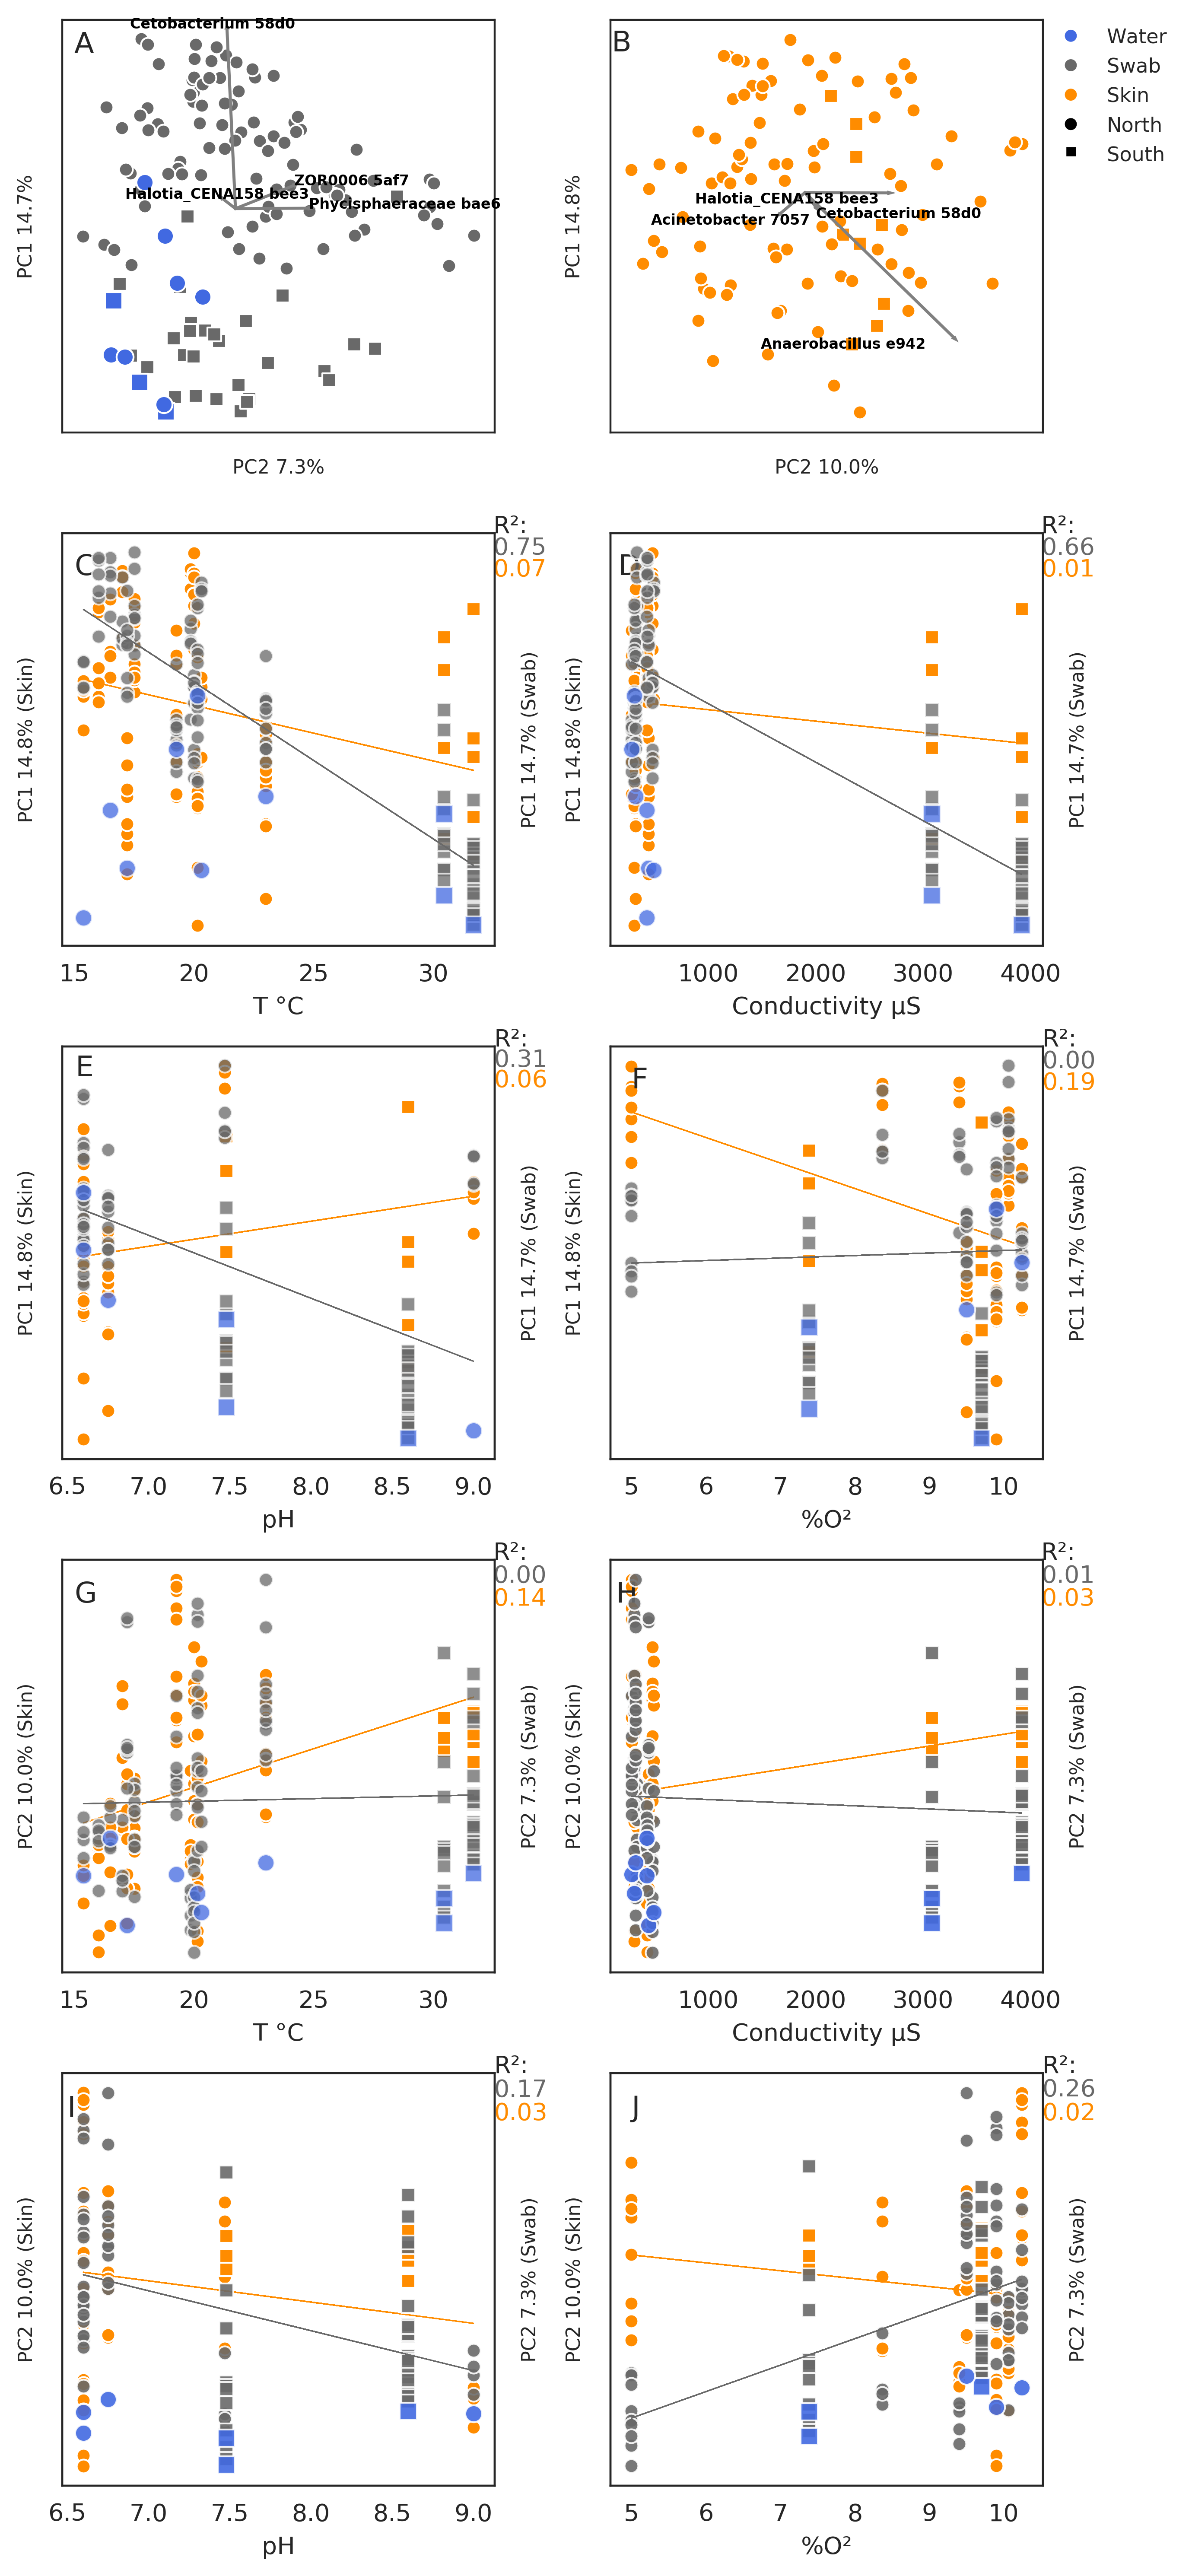 A
Cetobacterium 58d0
ZOR0006 5af7
Halotia_CENA158 bee3
Phycisphaeraceae bae6
PC1 14.7%
PC2 7.3%
B
Halotia_CENA158 bee3
Acinetobacter 7057
Cetobacterium 58d0
Anaerobacillus e942
PC1 14.8%
PC2 10.0%
Water
Swab
Skin
North
South
C
R²:
0.75
0.07
PC1 14.8% (Skin)
PC1 14.7% (Swab)
15 20 25 30
T °C
D
R²:
0.66
0.01
PC1 14.8% (Skin)
PC1 14.7% (Swab)
1000 2000 3000 4000
Conductivity µS
E
R²:
0.31
0.06
PC1 14.8% (Skin)
PC1 14.7% (Swab)
6.5 7.0 7.5 8.0 8.5 9.0
pH
F
R²:
0.00
0.19
PC1 14.8% (Skin)
PC1 14.7% (Swab)
5 6 7 8 9 10
%O²
G
R²:
0.00
0.14
PC2 10.0% (Skin)
PC2 7.3% (Swab)
15 20 25 30
T °C
H
R²:
0.01
0.03
PC2 10.0% (Skin)
PC2 7.3% (Swab)
1000 2000 3000 4000
Conductivity µS
I
R²:
0.17
0.03
PC2 10.0% (Skin)
PC2 7.3% (Swab)
6.5 7.0 7.5 8.0 8.5 9.0
pH
J
R²:
0.26
0.02
PC2 10.0% (Skin)
PC2 7.3% (Swab)
5 6 7 8 9 10
%O²